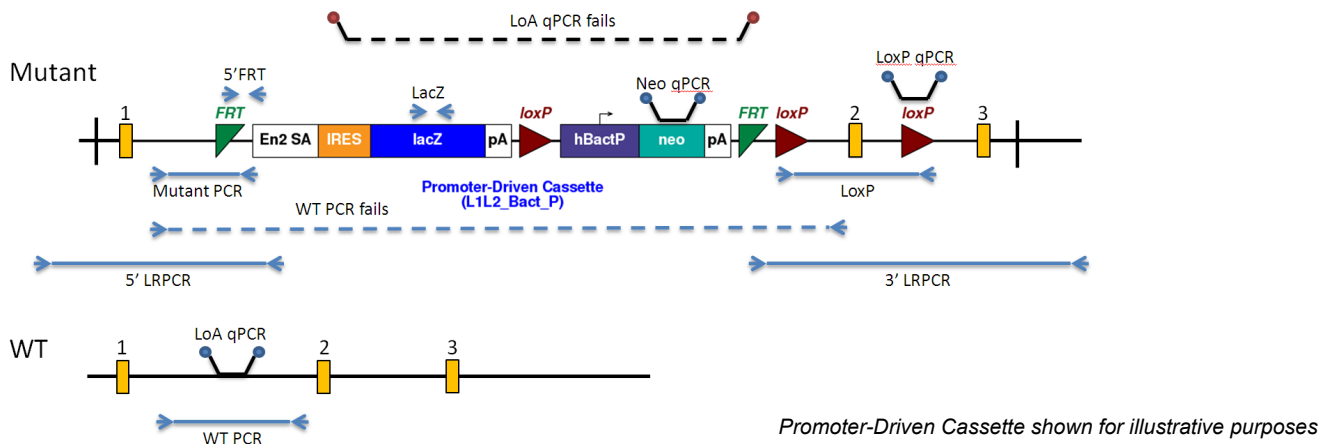 LoA qPCR fails
Mutant
5'FRT
LacZ
Neo qPCR
LoxP qPCR
1
FRT
loxP
FRT
loxP
2
loxP
3
En2 SA
IRES
lacZ
pA
hBactP
neo
pA
Mutant PCR
Promoter-Driven Cassette
(L1L2_Bact_P)
LoxP
WT PCR fails
5' LRPCR
3' LRPCR
WT
LoA qPCR
1
2
3
WT PCR
Promoter-Driven Cassette shown for illustrative purposes